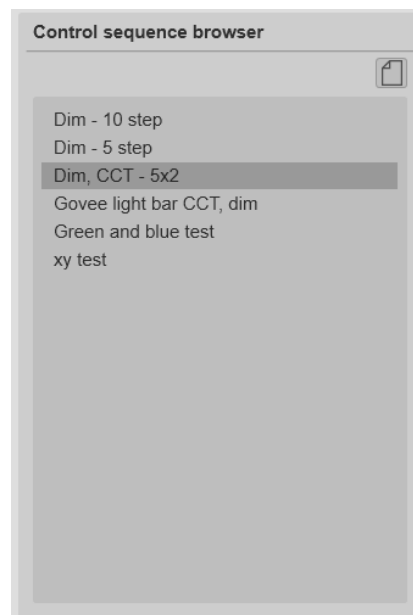 Control sequence browser
Dim - 10 step
Dim - 5 step
Dim, CCT - 5x2
Govee light bar CCT, dim
Green and blue test
xy test